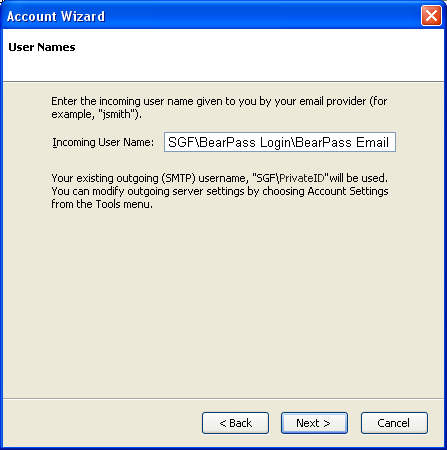 Account Wizard
User Names
Enter the incoming user name given to you by your email provider (for
example, "jsmith").
Incoming User Name: SGF\BearPass Login\BearPass Email
Your existing outgoing (SMTP) username, "SGF\PrivateID"will be used.
You can modify outgoing server settings by choosing Account Settings
from the Tools menu.
< Back Next > Cancel